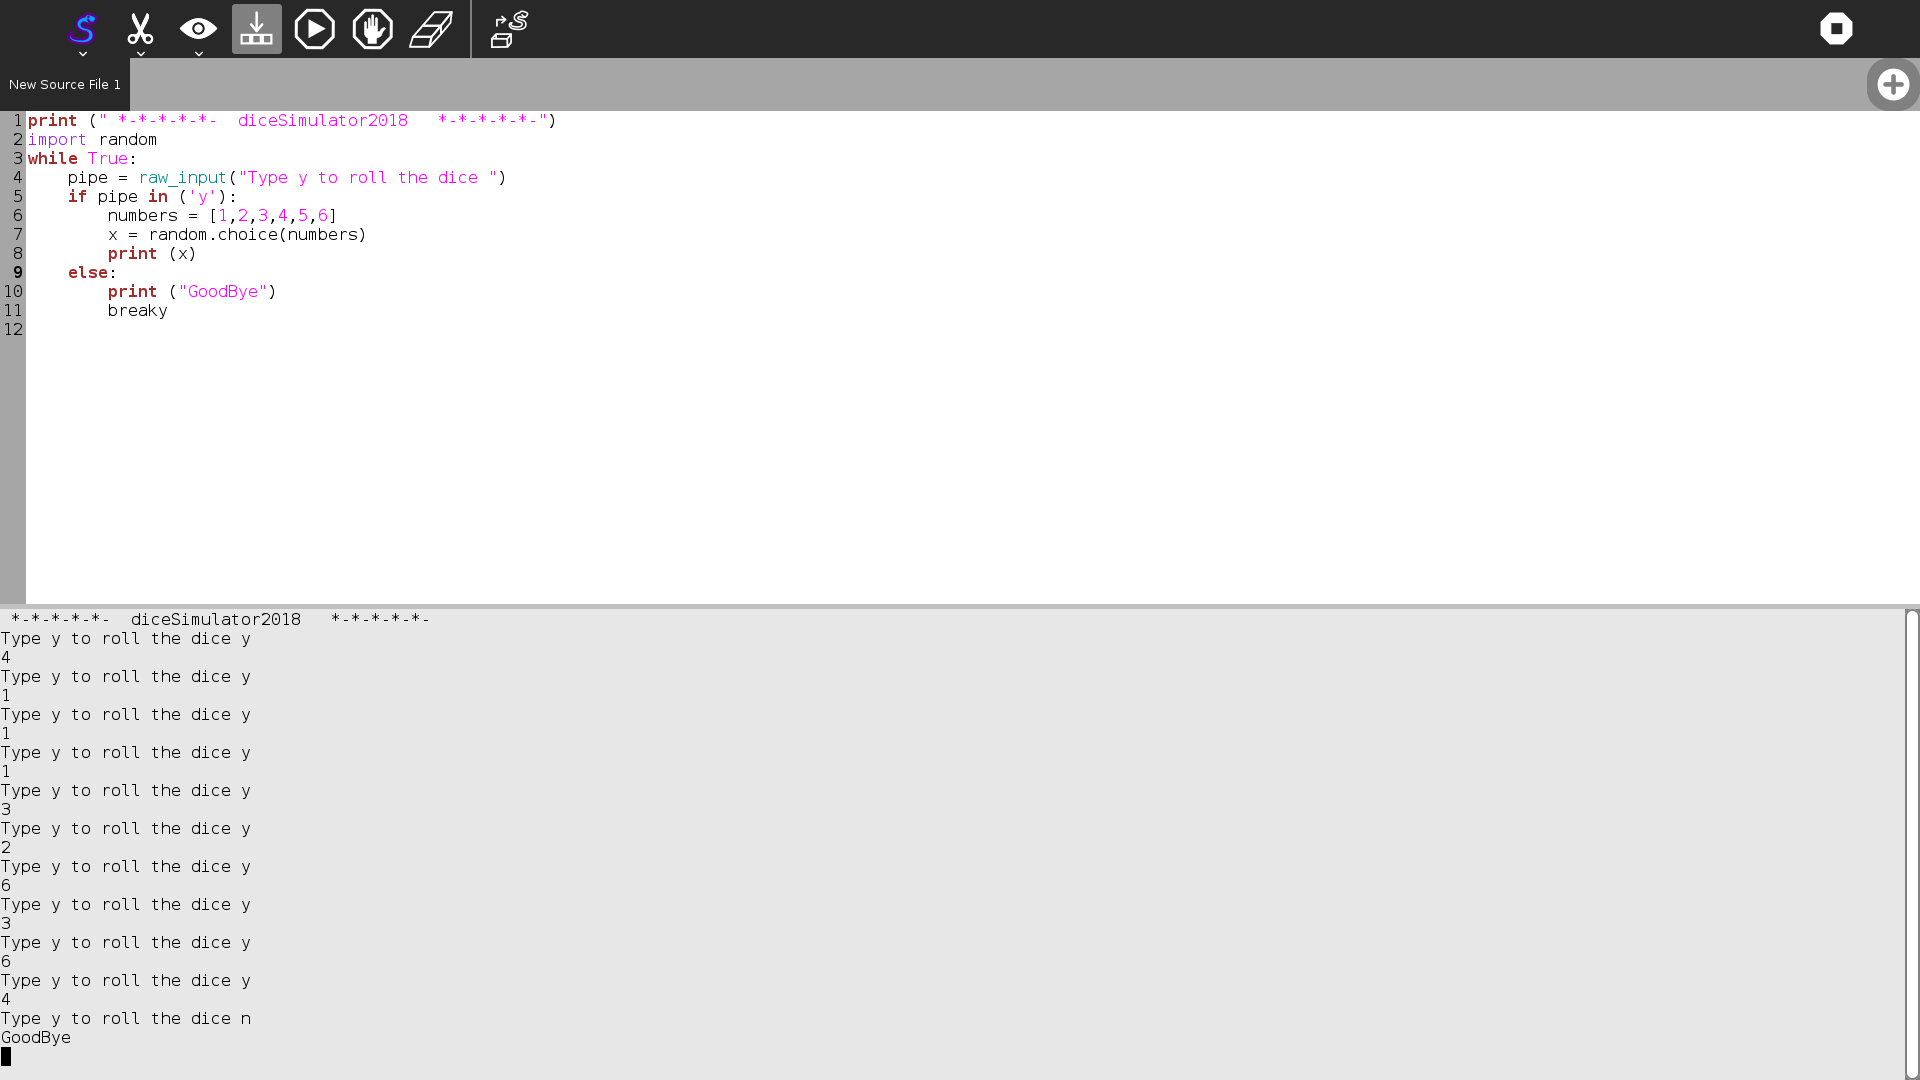 New Source File 1
1 print (" *-*-*-*-*-  diceSimulator2018   *-*-*-*-*-")
2 import random
3 while True:
4     pipe = raw_input("Type y to roll the dice ")
5     if pipe in ('y'):
6         numbers = [1,2,3,4,5,6]
7         x = random.choice(numbers)
8         print (x)
9     else:
10         print ("GoodBye")
11         breaky
12
 *-*-*-*-*-  diceSimulator2018   *-*-*-*-*-
Type y to roll the dice y
4
Type y to roll the dice y
1
Type y to roll the dice y
1
Type y to roll the dice y
1
Type y to roll the dice y
3
Type y to roll the dice y
2
Type y to roll the dice y
6
Type y to roll the dice y
3
Type y to roll the dice y
6
Type y to roll the dice y
4
Type y to roll the dice n
GoodBye